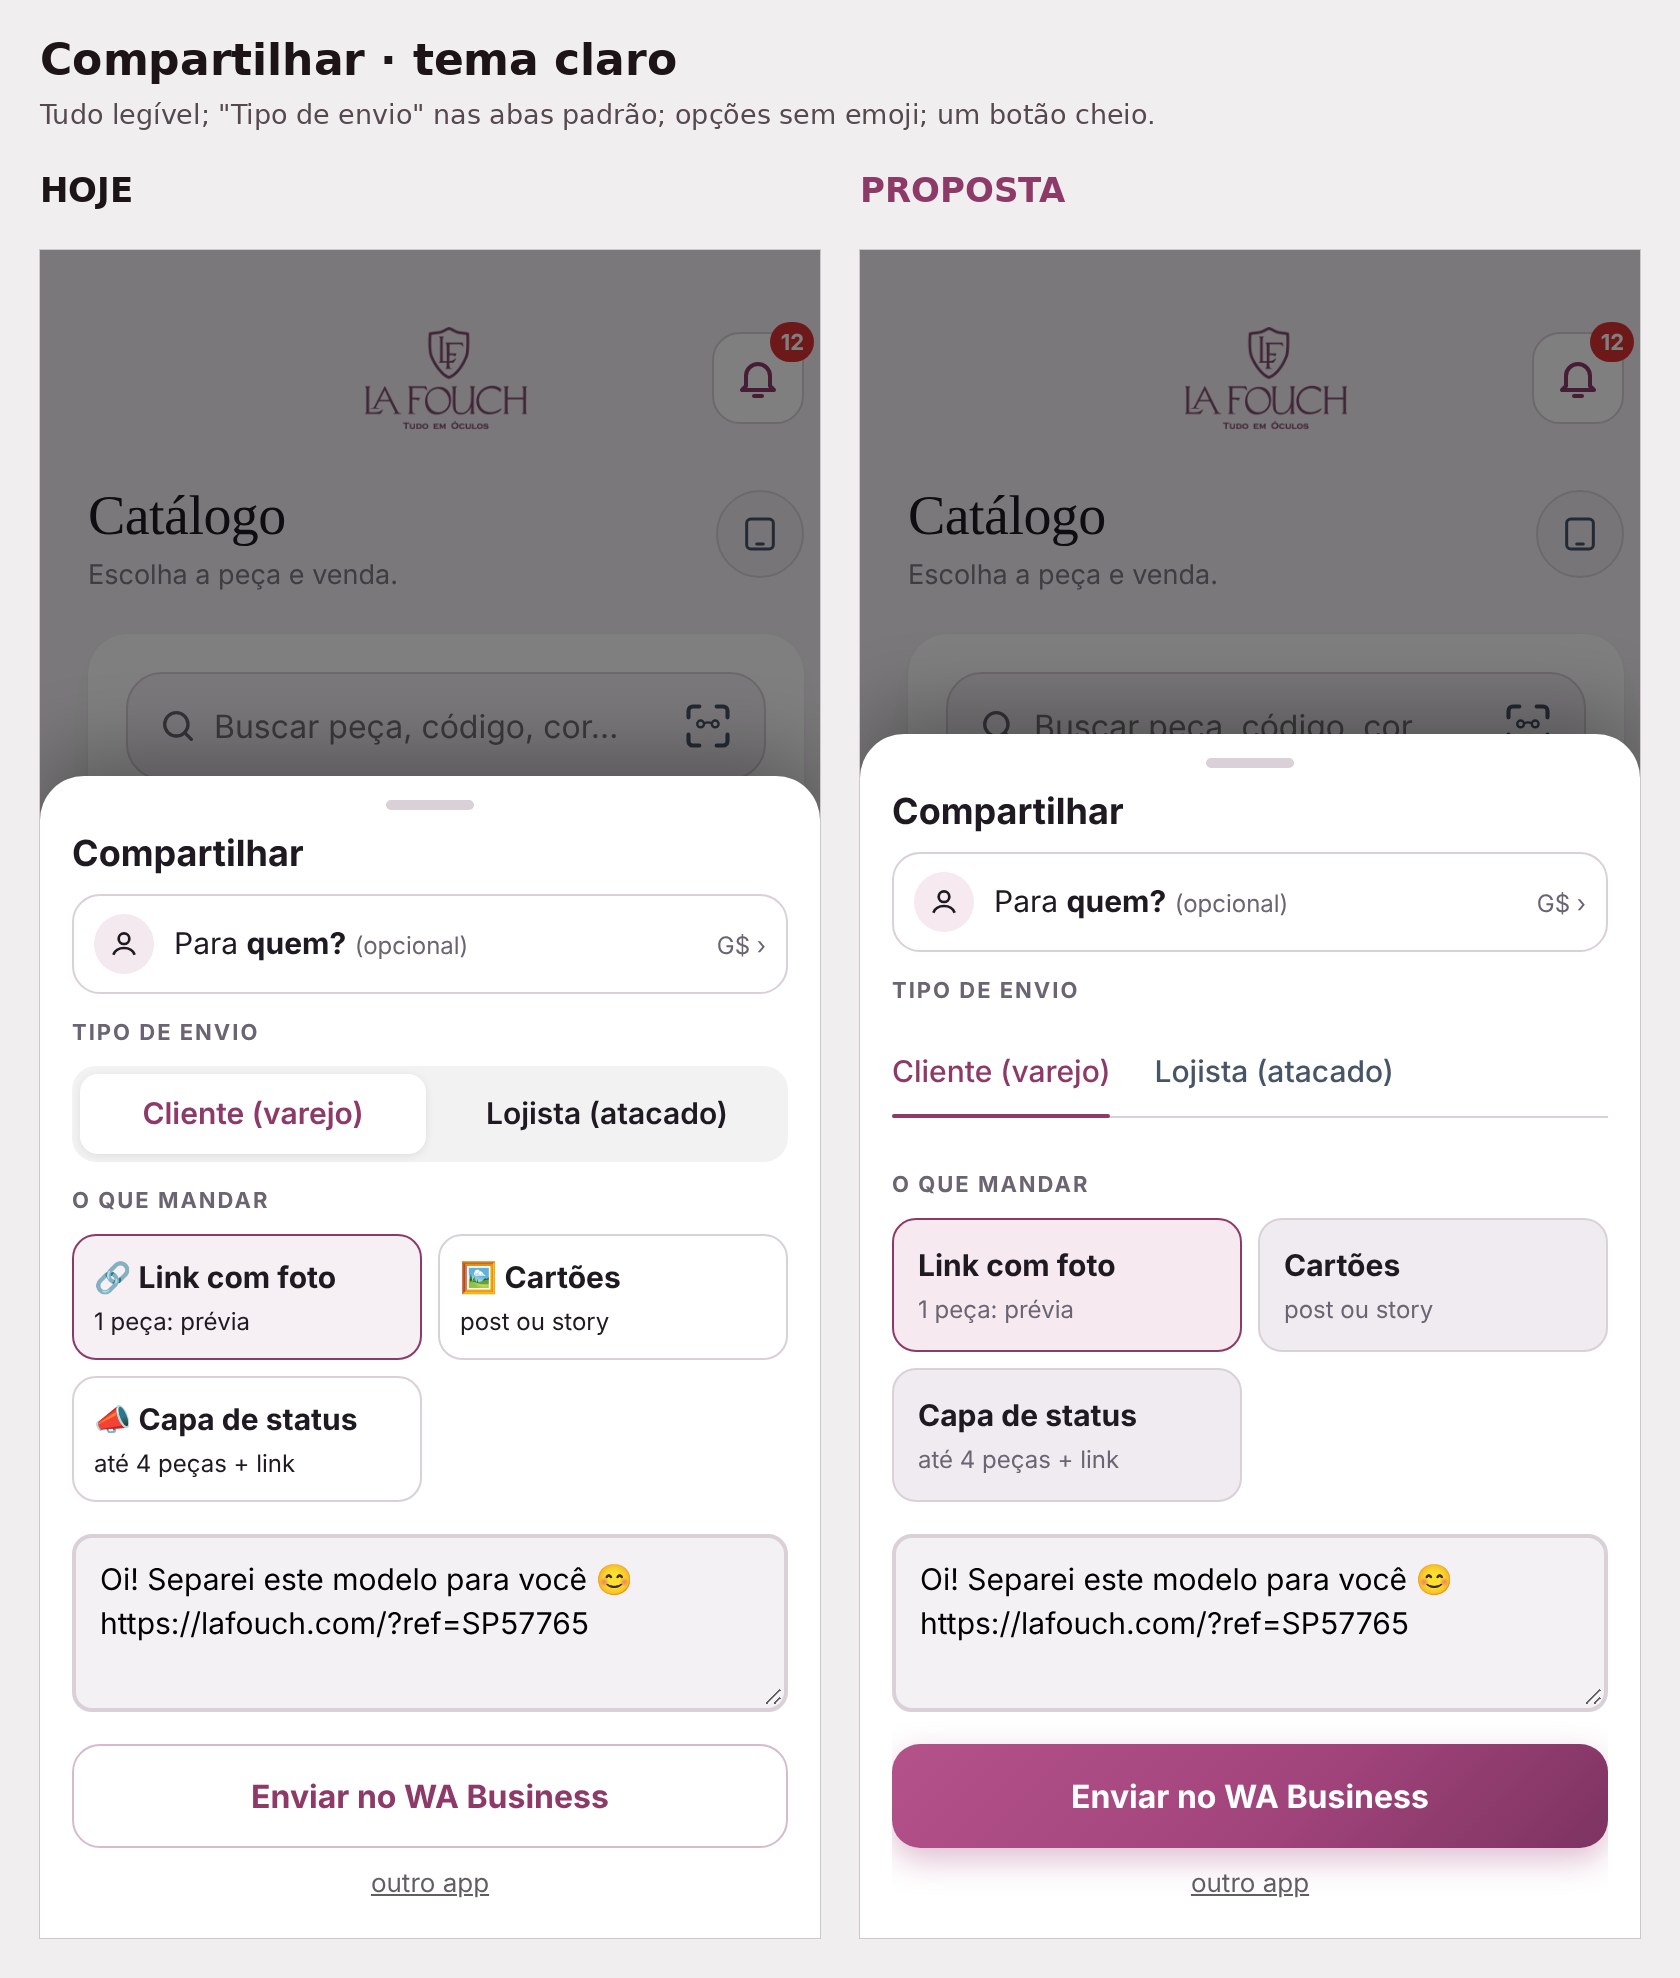 Compartilhar · tema claro
Tudo legível; "Tipo de envio" nas abas padrão; opções sem emoji; um botão cheio.
HOJE
LF
LA FOUCH
TUDO EM ÓCULOS
12
Catálogo
Escolha a peça e venda.
Buscar peça, código, cor...
Compartilhar
Para quem? (opcional)
G$ ›
TIPO DE ENVIO
Cliente (varejo)
Lojista (atacado)
O QUE MANDAR
🔗 Link com foto
1 peça: prévia
🖼️ Cartões
post ou story
📣 Capa de status
até 4 peças + link
Oi! Separei este modelo para você 😊
https://lafouch.com/?ref=SP57765
Enviar no WA Business
outro app
PROPOSTA
LF
LA FOUCH
TUDO EM ÓCULOS
12
Catálogo
Escolha a peça e venda.
Buscar peça, código, cor
Compartilhar
Para quem? (opcional)
G$ ›
TIPO DE ENVIO
Cliente (varejo)
Lojista (atacado)
O QUE MANDAR
Link com foto
1 peça: prévia
Cartões
post ou story
Capa de status
até 4 peças + link
Oi! Separei este modelo para você 😊
https://lafouch.com/?ref=SP57765
Enviar no WA Business
outro app